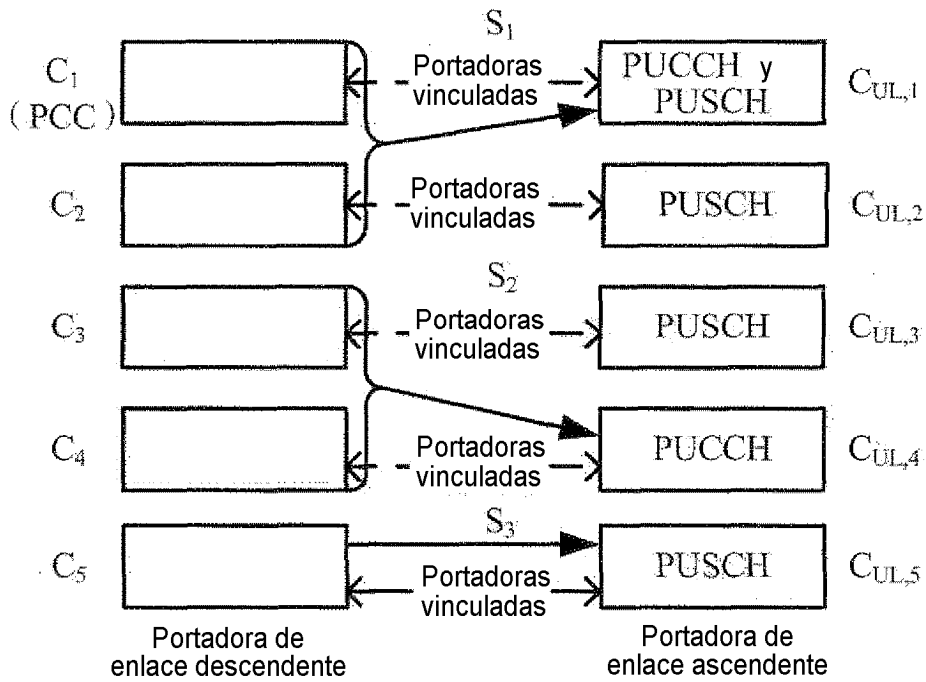 S1
C1
( PCC )
Portadoras
vinculadas
PUCCH y
PUSCH
CUL,1
C2
Portadoras
vinculadas
PUSCH
CUL,2
S2
C3
Portadoras
vinculadas
PUSCH
CUL,3
C4
Portadoras
vinculadas
PUCCH
CUL,4
S3
C5
Portadoras
vinculadas
PUSCH
CUL,5
Portadora de
enlace descendente
Portadora de
enlace ascendente